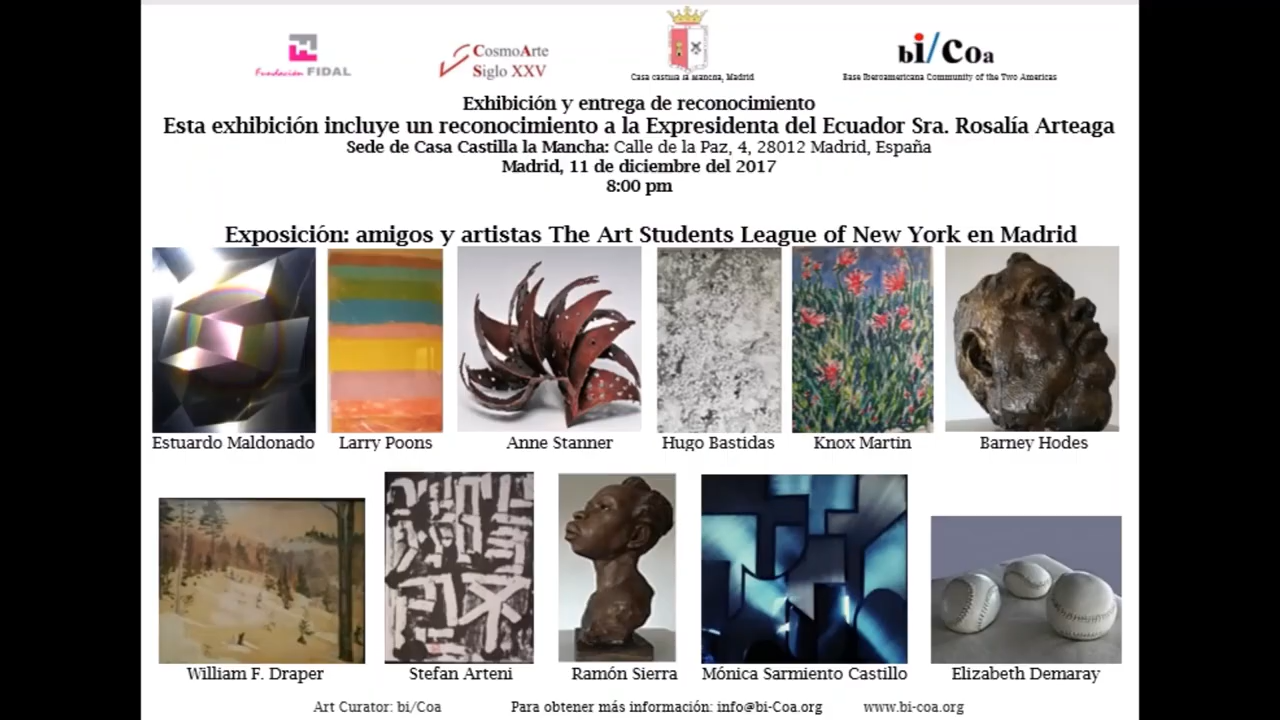 Fundación FIDAL
CosmoArte
Siglo XXV
Casa castilla la Mancha, Madrid
bi/Coa
Base Iberoamericana Community of the Two Americas
Exhibición y entrega de reconocimiento
Esta exhibición incluye un reconocimiento a la Expresidenta del Ecuador Sra. Rosalía Arteaga
Sede de Casa Castilla la Mancha: Calle de la Paz, 4, 28012 Madrid, España
Madrid, 11 de diciembre del 2017
8:00 pm
Exposición: amigos y artistas The Art Students League of New York en Madrid
Estuardo Maldonado
Larry Poons
Anne Stanner
Hugo Bastidas
Knox Martin
Barney Hodes
William F. Draper
Stefan Arteni
Ramón Sierra
Mónica Sarmiento Castillo
Elizabeth Demaray
Art Curator: bi/Coa
Para obtener más información: info@bi-Coa.org
www.bi-coa.org